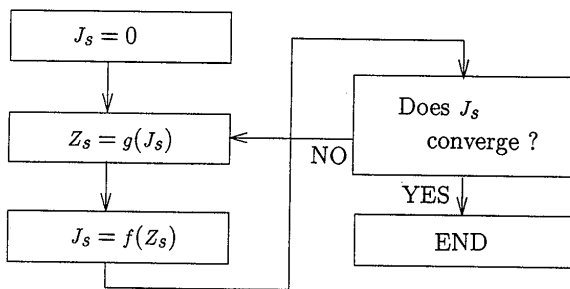 J_s = 0
Z_s = g(J_s)
J_s = f(Z_s)
Does J_s
converge ?
NO
YES
END